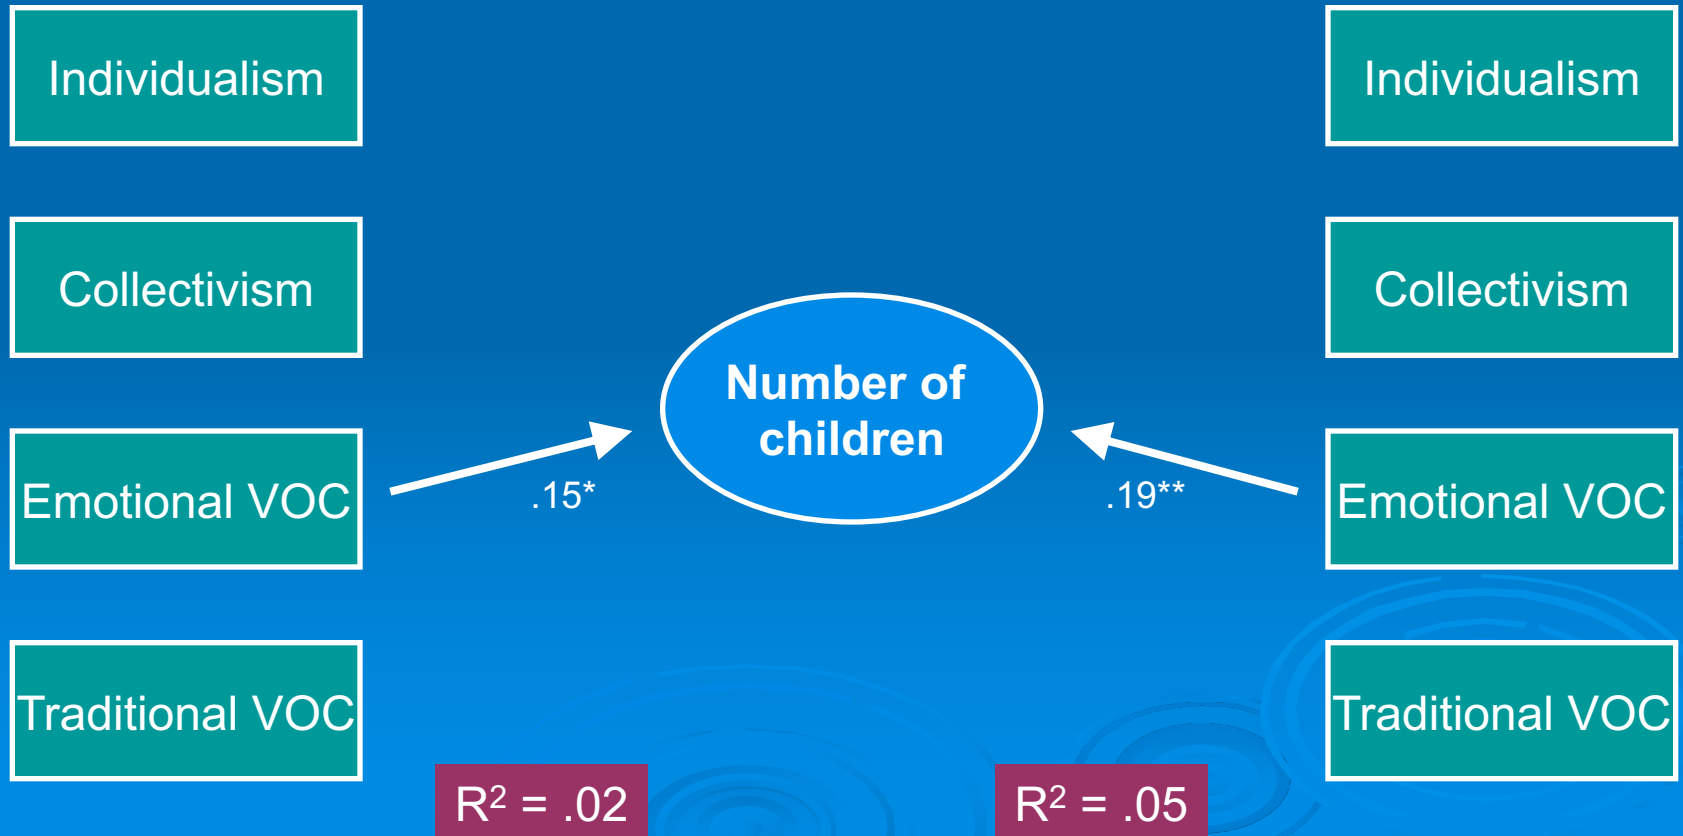 Individualism
Individualism
Collectivism
Collectivism
Number of
children
Emotional VOC
.15*
.19**
Emotional VOC
Traditional VOC
Traditional VOC
R² = .02
R² = .05